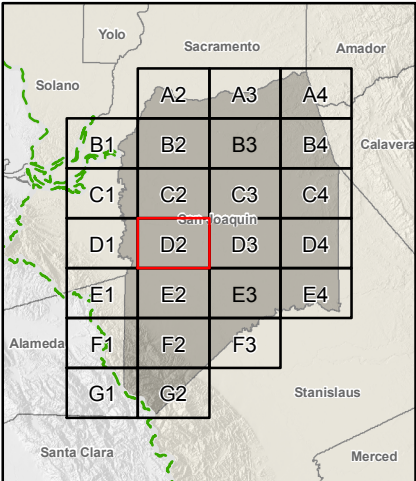 Yolo
Sacramento
Amador
Solano
A2 A3 A4
B1 B2 B3 B4
Calavera
C1 C2 C3 C4
San Joaquin
D1 D2 D3 D4
E1 E2 E3 E4
Alameda
F1 F2 F3
G1 G2
Stanislaus
Santa Clara
Merced